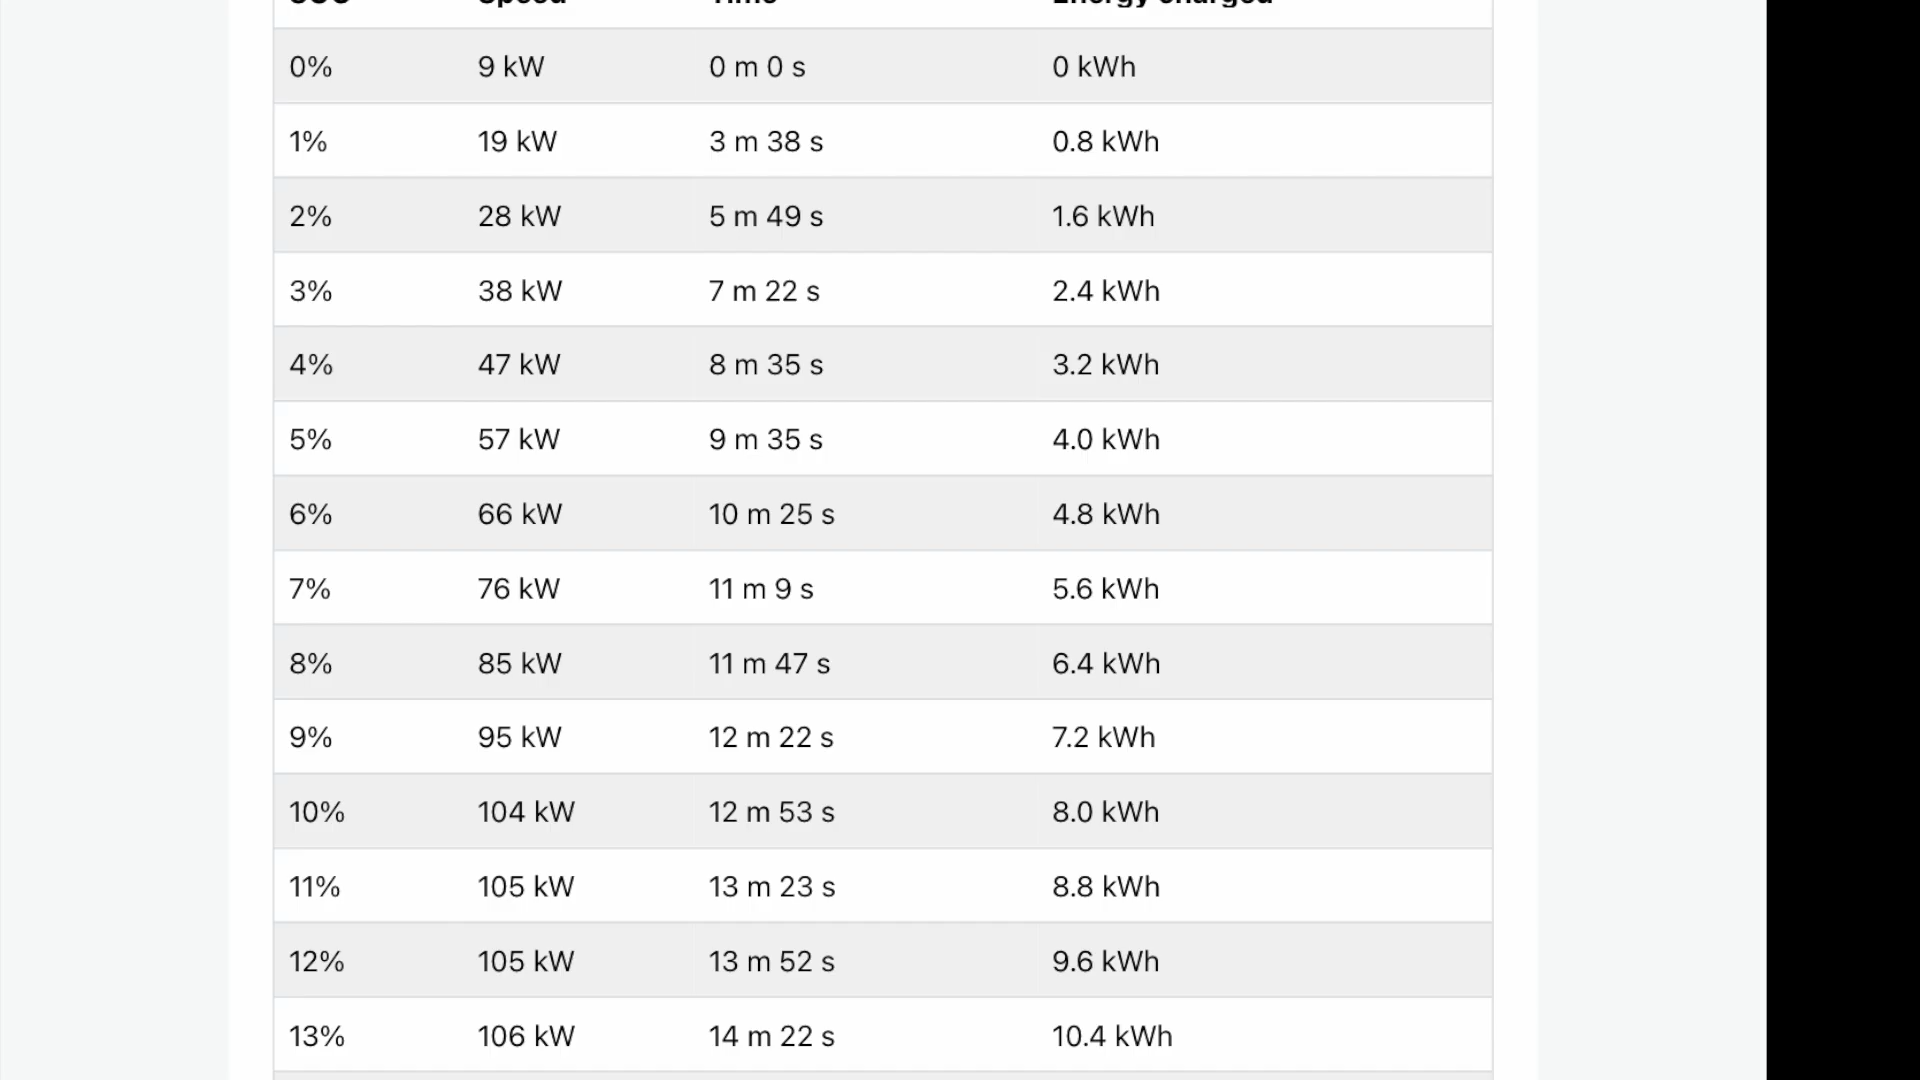 SOC Speed Time Energy charged
0% 9 kW 0 m 0 s 0 kWh
1% 19 kW 3 m 38 s 0.8 kWh
2% 28 kW 5 m 49 s 1.6 kWh
3% 38 kW 7 m 22 s 2.4 kWh
4% 47 kW 8 m 35 s 3.2 kWh
5% 57 kW 9 m 35 s 4.0 kWh
6% 66 kW 10 m 25 s 4.8 kWh
7% 76 kW 11 m 9 s 5.6 kWh
8% 85 kW 11 m 47 s 6.4 kWh
9% 95 kW 12 m 22 s 7.2 kWh
10% 104 kW 12 m 53 s 8.0 kWh
11% 105 kW 13 m 23 s 8.8 kWh
12% 105 kW 13 m 52 s 9.6 kWh
13% 106 kW 14 m 22 s 10.4 kWh